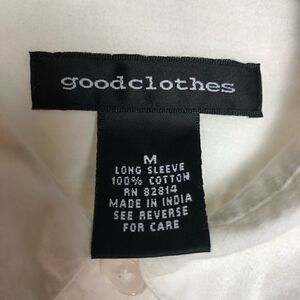 goodclothes
M
LONG SLEEVE
100% COTTON
RN 82814
MADE IN INDIA
SEE REVERSE
FOR CARE